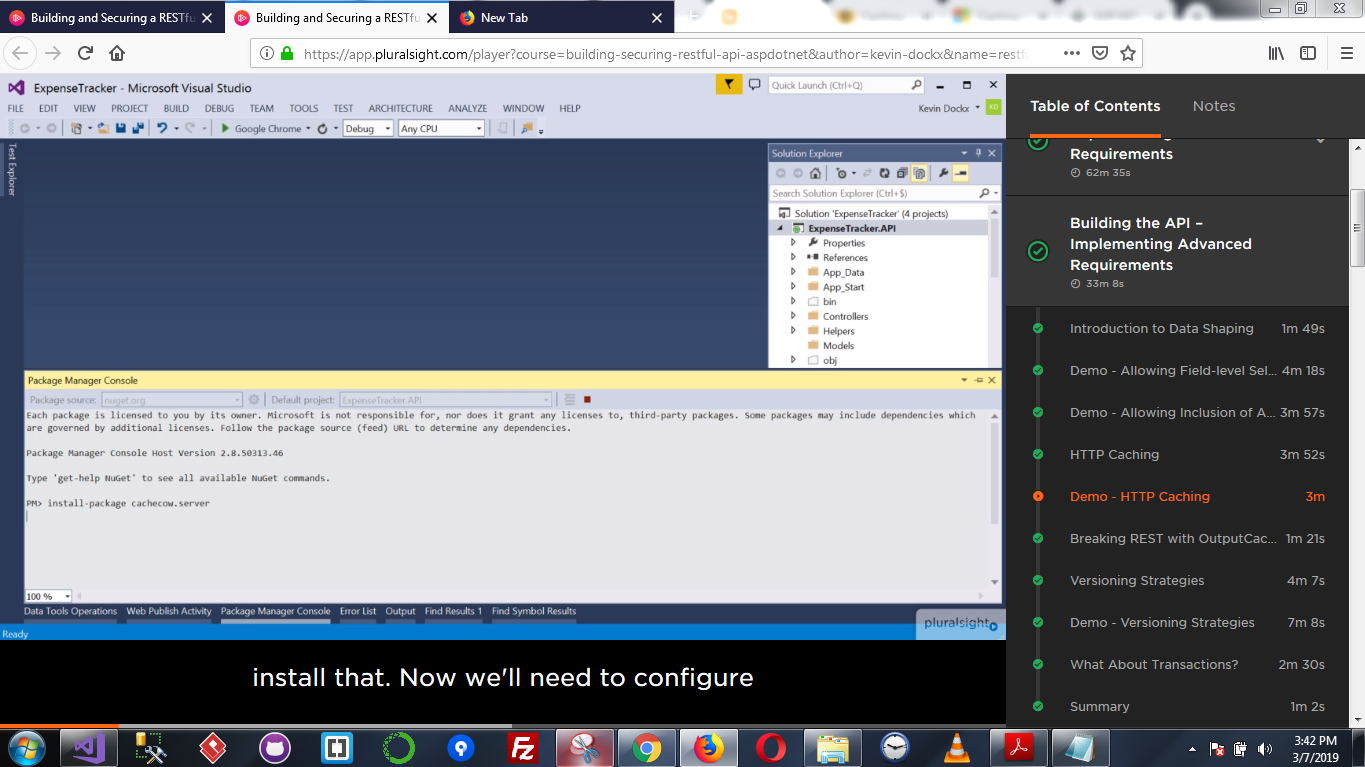 Building and Securing a RESTfu
Building and Securing a RESTfu
New Tab
https://app.pluralsight.com/player?course=building-securing-restful-api-aspdotnet&author=kevin-dockx&name=restf
ExpenseTracker - Microsoft Visual Studio
Quick Launch (Ctrl+Q)
FILE EDIT VIEW PROJECT BUILD DEBUG TEAM TOOLS TEST ARCHITECTURE ANALYZE WINDOW HELP
Kevin Dockx
KD
Google Chrome
Debug
Any CPU
Test Explorer
Solution Explorer
Search Solution Explorer (Ctrl+$)
Solution 'ExpenseTracker' (4 projects)
ExpenseTracker.API
Properties
References
App_Data
App_Start
bin
Controllers
Helpers
Models
obj
Package Manager Console
Package source: nuget.org
Default project: ExpenseTracker.API
Each package is licensed to you by its owner. Microsoft is not responsible for, nor does it grant any licenses to, third-party packages. Some packages may include dependencies which
are governed by additional licenses. Follow the package source (feed) URL to determine any dependencies.
Package Manager Console Host Version 2.8.50313.46
Type 'get-help NuGet' to see all available NuGet commands.
PM> install-package cachecow.server
100 %
Data Tools Operations Web Publish Activity Package Manager Console Error List Output Find Results 1 Find Symbol Results
Ready
pluralsight
install that. Now we'll need to configure
Table of Contents
Notes
Requirements
62m 35s
Building the API –
Implementing Advanced
Requirements
33m 8s
Introduction to Data Shaping 1m 49s
Demo - Allowing Field-level Sel... 4m 18s
Demo - Allowing Inclusion of A... 3m 57s
HTTP Caching 3m 52s
Demo - HTTP Caching 3m
Breaking REST with OutputCac... 1m 21s
Versioning Strategies 4m 7s
Demo - Versioning Strategies 7m 8s
What About Transactions? 2m 30s
Summary 1m 2s
3:42 PM
3/7/2019